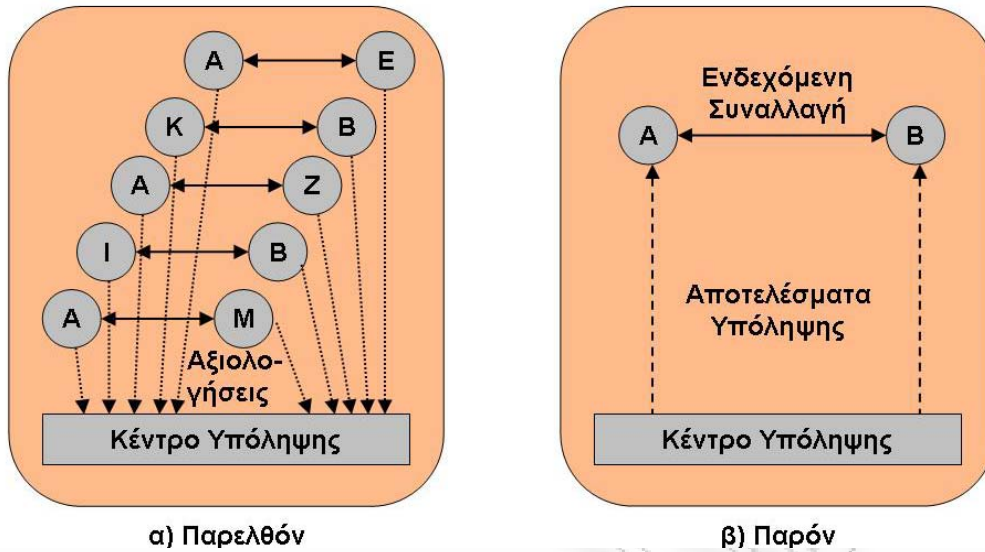 Α Ε
Κ Β
Α Ζ
Ι Β
Α Μ
Αξιολο-
γήσεις
Κέντρο Υπόληψης
α) Παρελθόν
Ενδεχόμενη
Συναλλαγή
Α Β
Αποτελέσματα
Υπόληψης
Κέντρο Υπόληψης
β) Παρόν